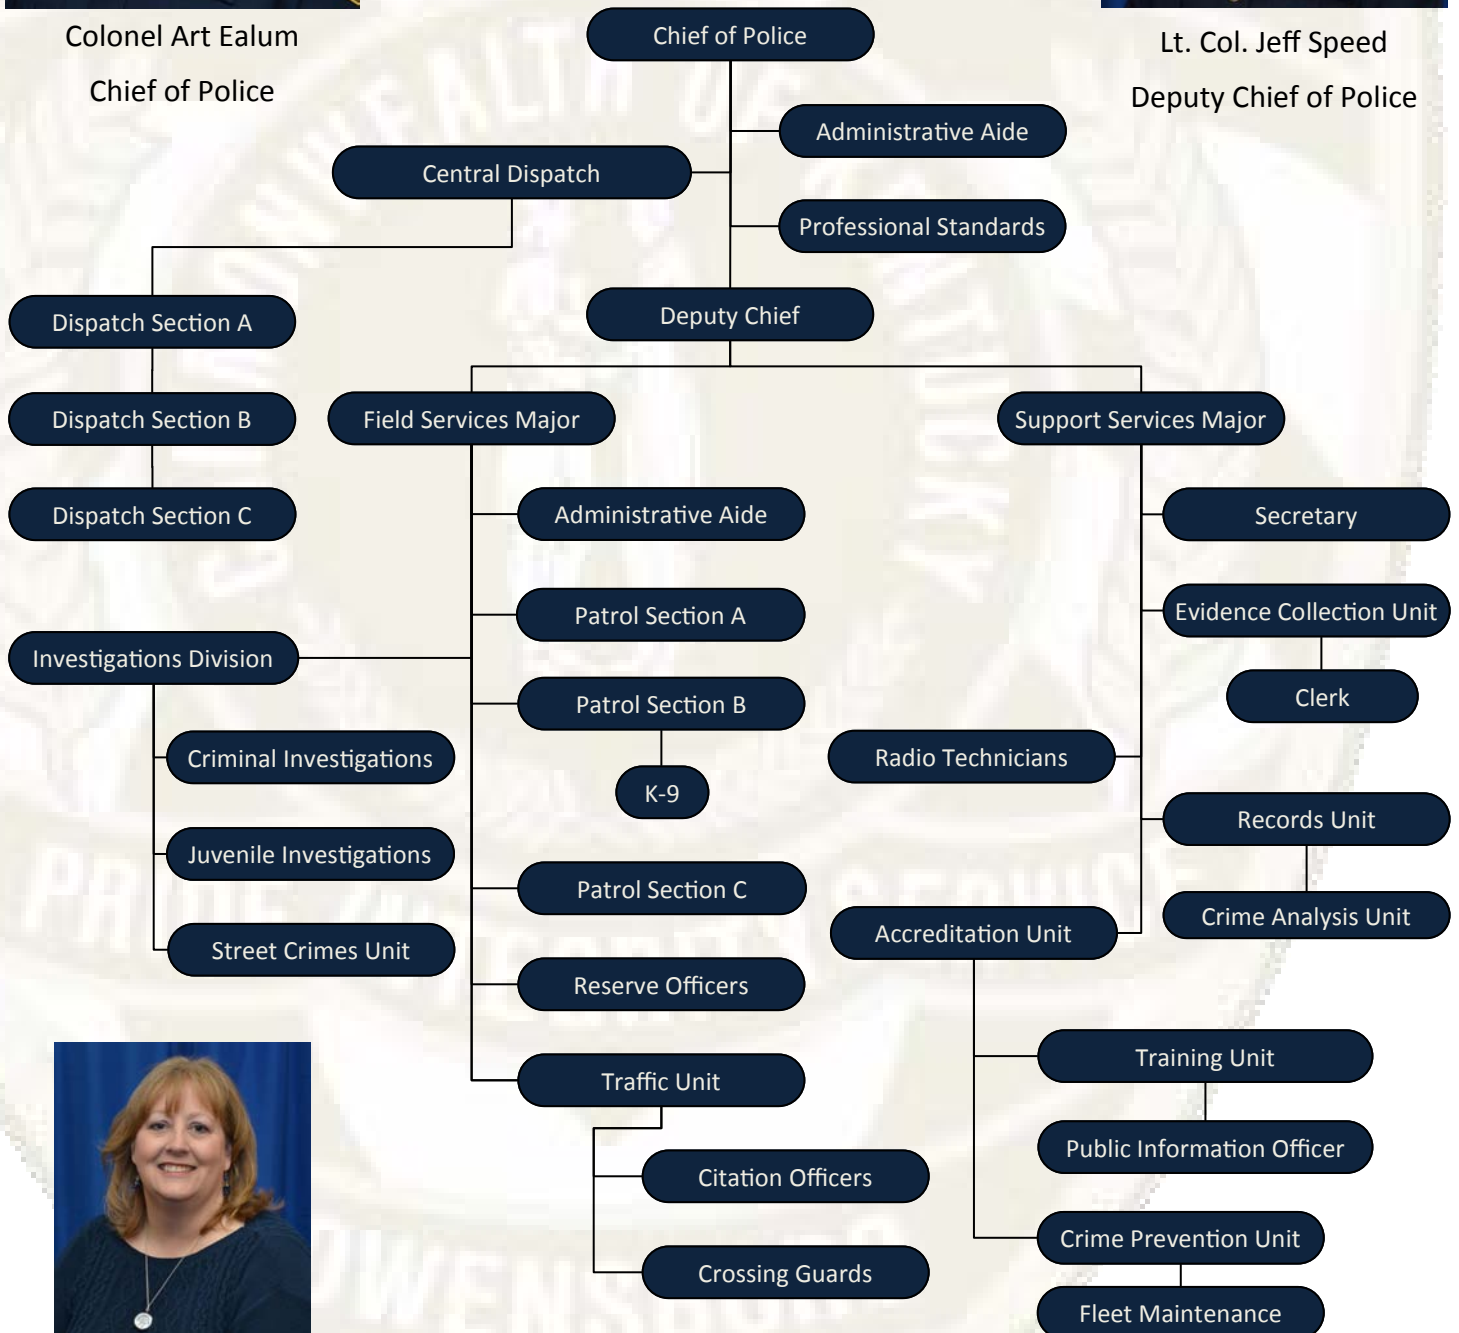 Colonel Art Ealum
Chief of Police
Lt. Col. Jeff Speed
Deputy Chief of Police
Chief of Police
Administrative Aide
Central Dispatch
Professional Standards
Deputy Chief
Dispatch Section A
Dispatch Section B
Dispatch Section C
Field Services Major
Support Services Major
Administrative Aide
Patrol Section A
Investigations Division
Patrol Section B
K-9
Criminal Investigations
Juvenile Investigations
Street Crimes Unit
Patrol Section C
Reserve Officers
Traffic Unit
Citation Officers
Crossing Guards
Secretary
Evidence Collection Unit
Clerk
Radio Technicians
Records Unit
Crime Analysis Unit
Accreditation Unit
Training Unit
Public Information Officer
Crime Prevention Unit
Fleet Maintenance